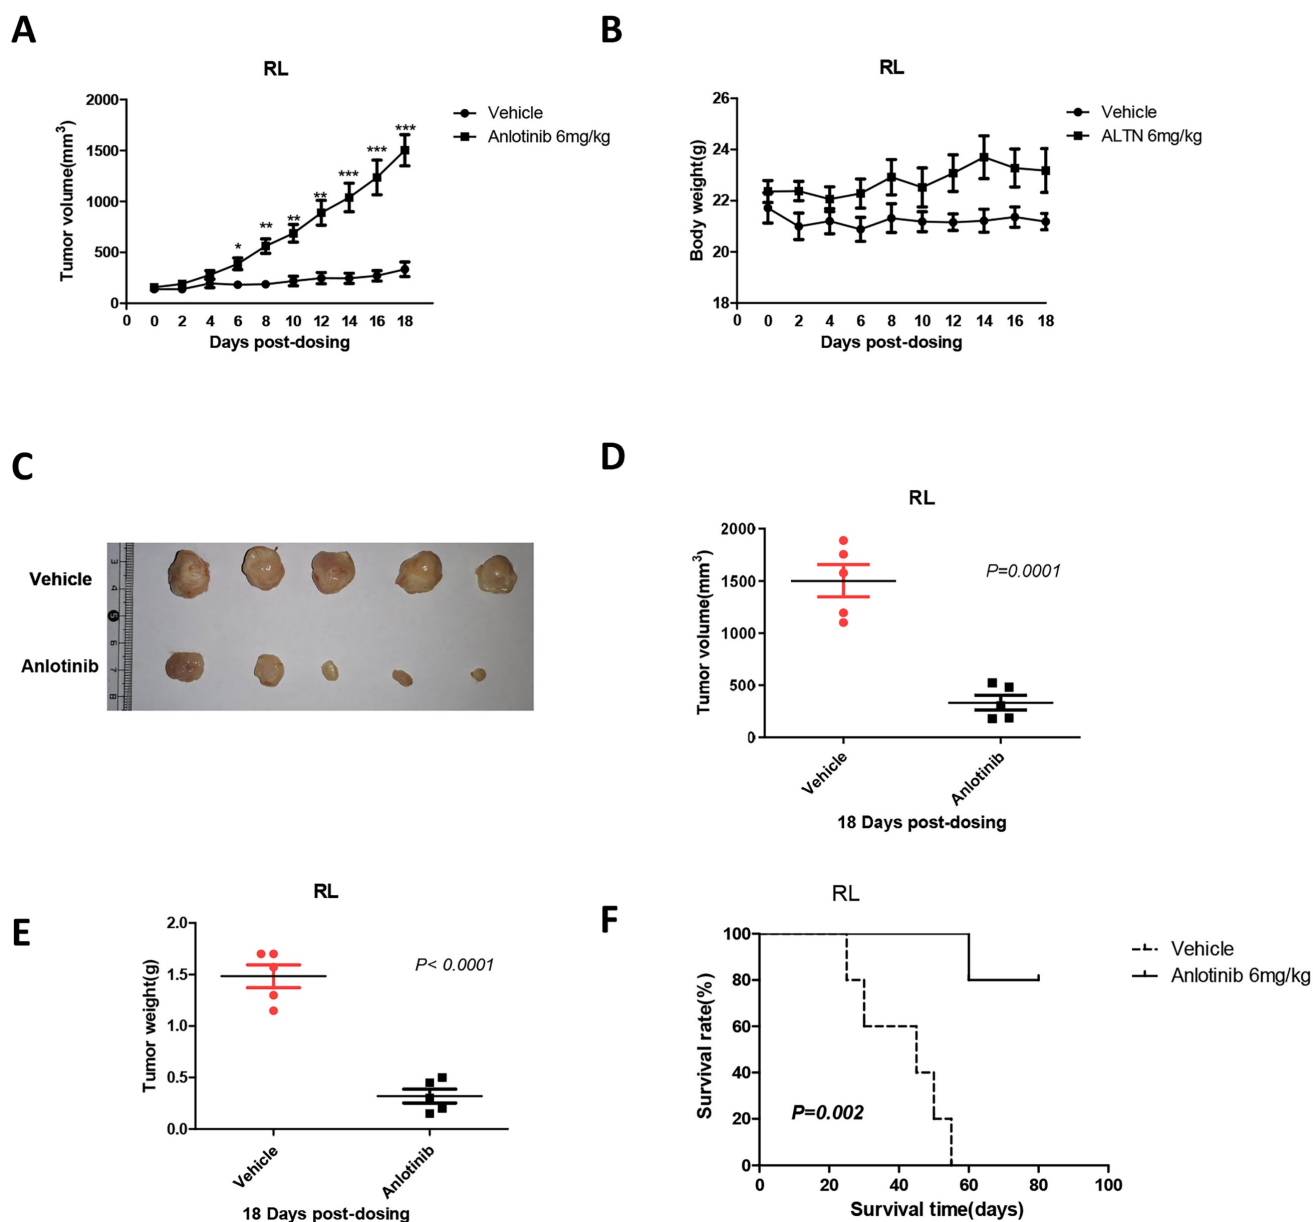 A
RL
2000
1500
1000
500
0
Tumor volume(mm3)
* ** ** ** *** *** ***
0 0 2 4 6 8 10 12 14 16 18
Days post-dosing
Vehicle
Anlotinib 6mg/kg
B
RL
26
24
22
20
18
Body weight(g)
0 0 2 4 6 8 10 12 14 16 18
Days post-dosing
Vehicle
ALTN 6mg/kg
C
Vehicle
Anlotinib
3
4
5
6
7
8
D
RL
2000
1500
1000
500
0
Tumor volume(mm3)
P=0.0001
Vehicle
Anlotinib
18 Days post-dosing
E
RL
2.0
1.5
1.0
0.5
0.0
Tumor weight(g)
P< 0.0001
Vehicle
Anlotinib
18 Days post-dosing
F
RL
100
80
60
40
20
0
Survival rate(%)
P=0.002
0 20 40 60 80 100
Survival time(days)
Vehicle
Anlotinib 6mg/kg